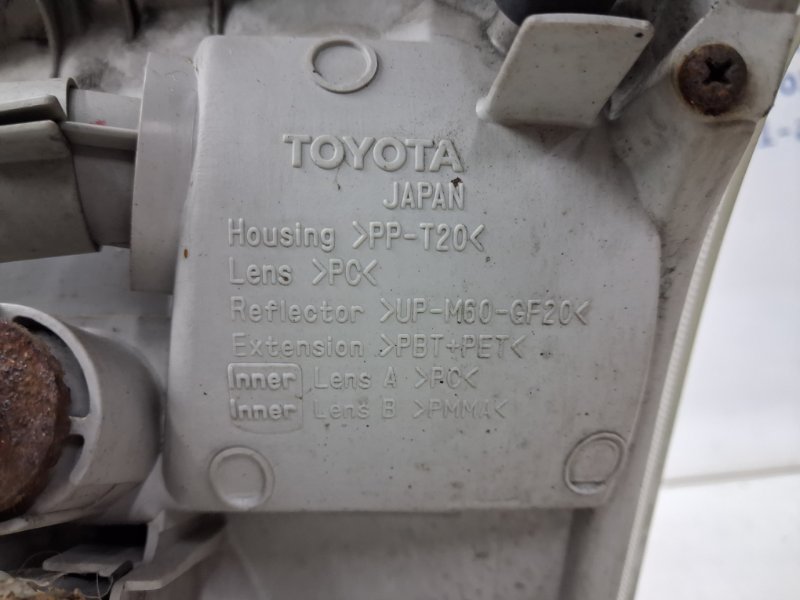 TOYOTA
JAPAN
Housing >PP-T20<
Lens >PC<
Reflector >UP-M60-GF20<
Extension >PBT+PET<
Inner Lens A >PC<
Inner Lens B >PMMA<